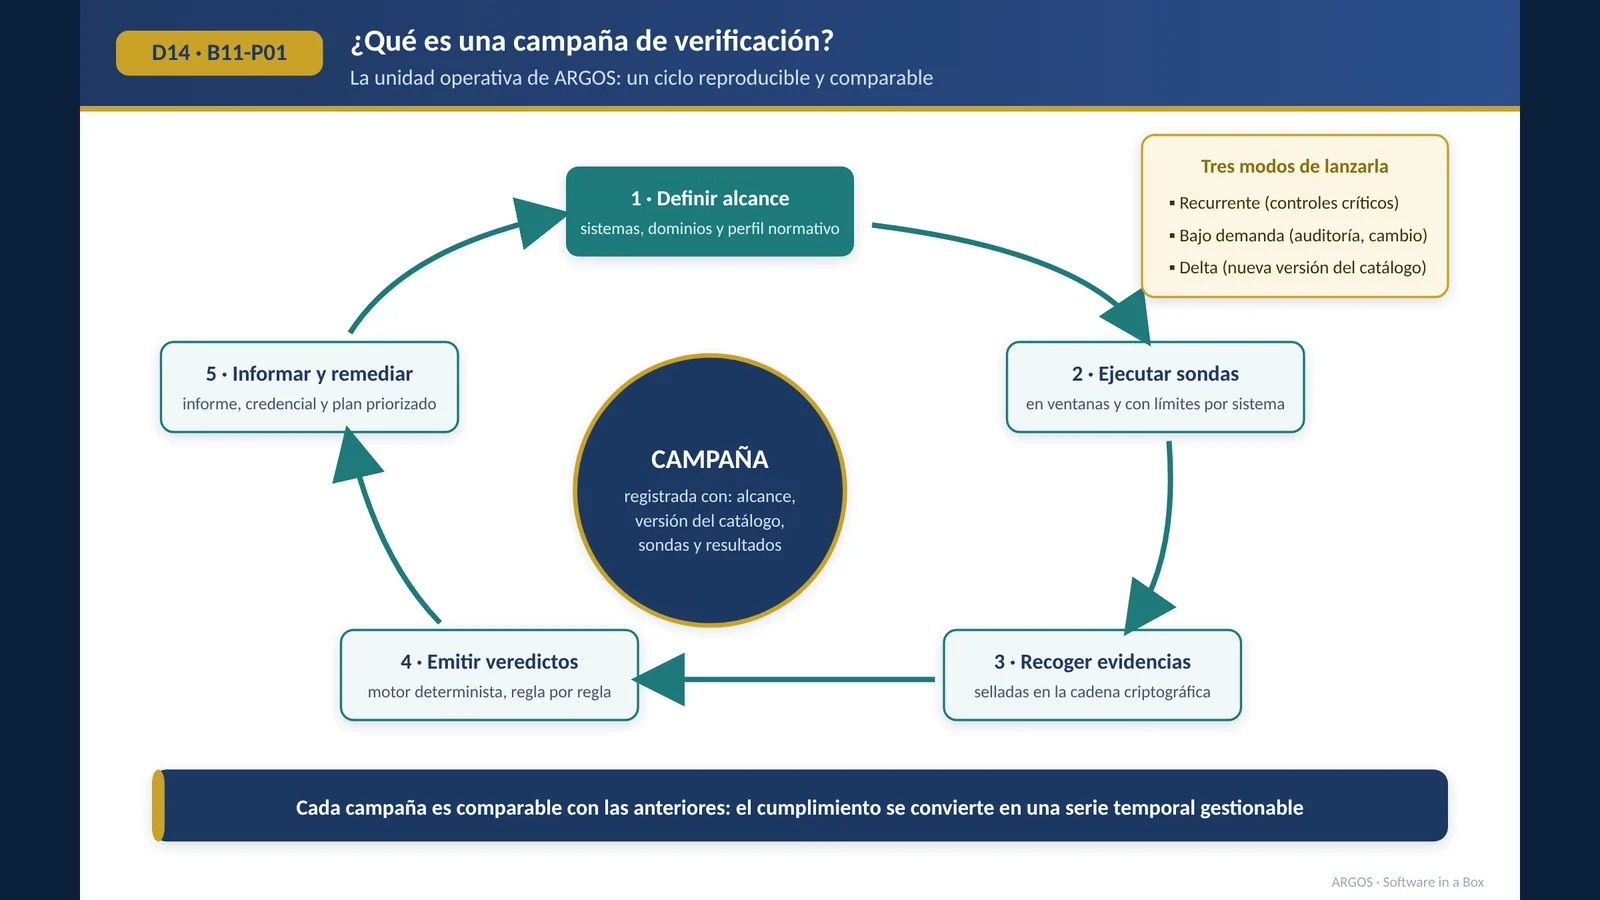 D14 · B11-P01
¿Qué es una campaña de verificación?
La unidad operativa de ARGOS: un ciclo reproducible y comparable
Tres modos de lanzarla
▪ Recurrente (controles críticos)
▪ Bajo demanda (auditoría, cambio)
▪ Delta (nueva versión del catálogo)
1 · Definir alcance
sistemas, dominios y perfil normativo
2 · Ejecutar sondas
en ventanas y con límites por sistema
3 · Recoger evidencias
selladas en la cadena criptográfica
4 · Emitir veredictos
motor determinista, regla por regla
5 · Informar y remediar
informe, credencial y plan priorizado
CAMPAÑA
registrada con: alcance,
versión del catálogo,
sondas y resultados
Cada campaña es comparable con las anteriores: el cumplimiento se convierte en una serie temporal gestionable
ARGOS · Software in a Box